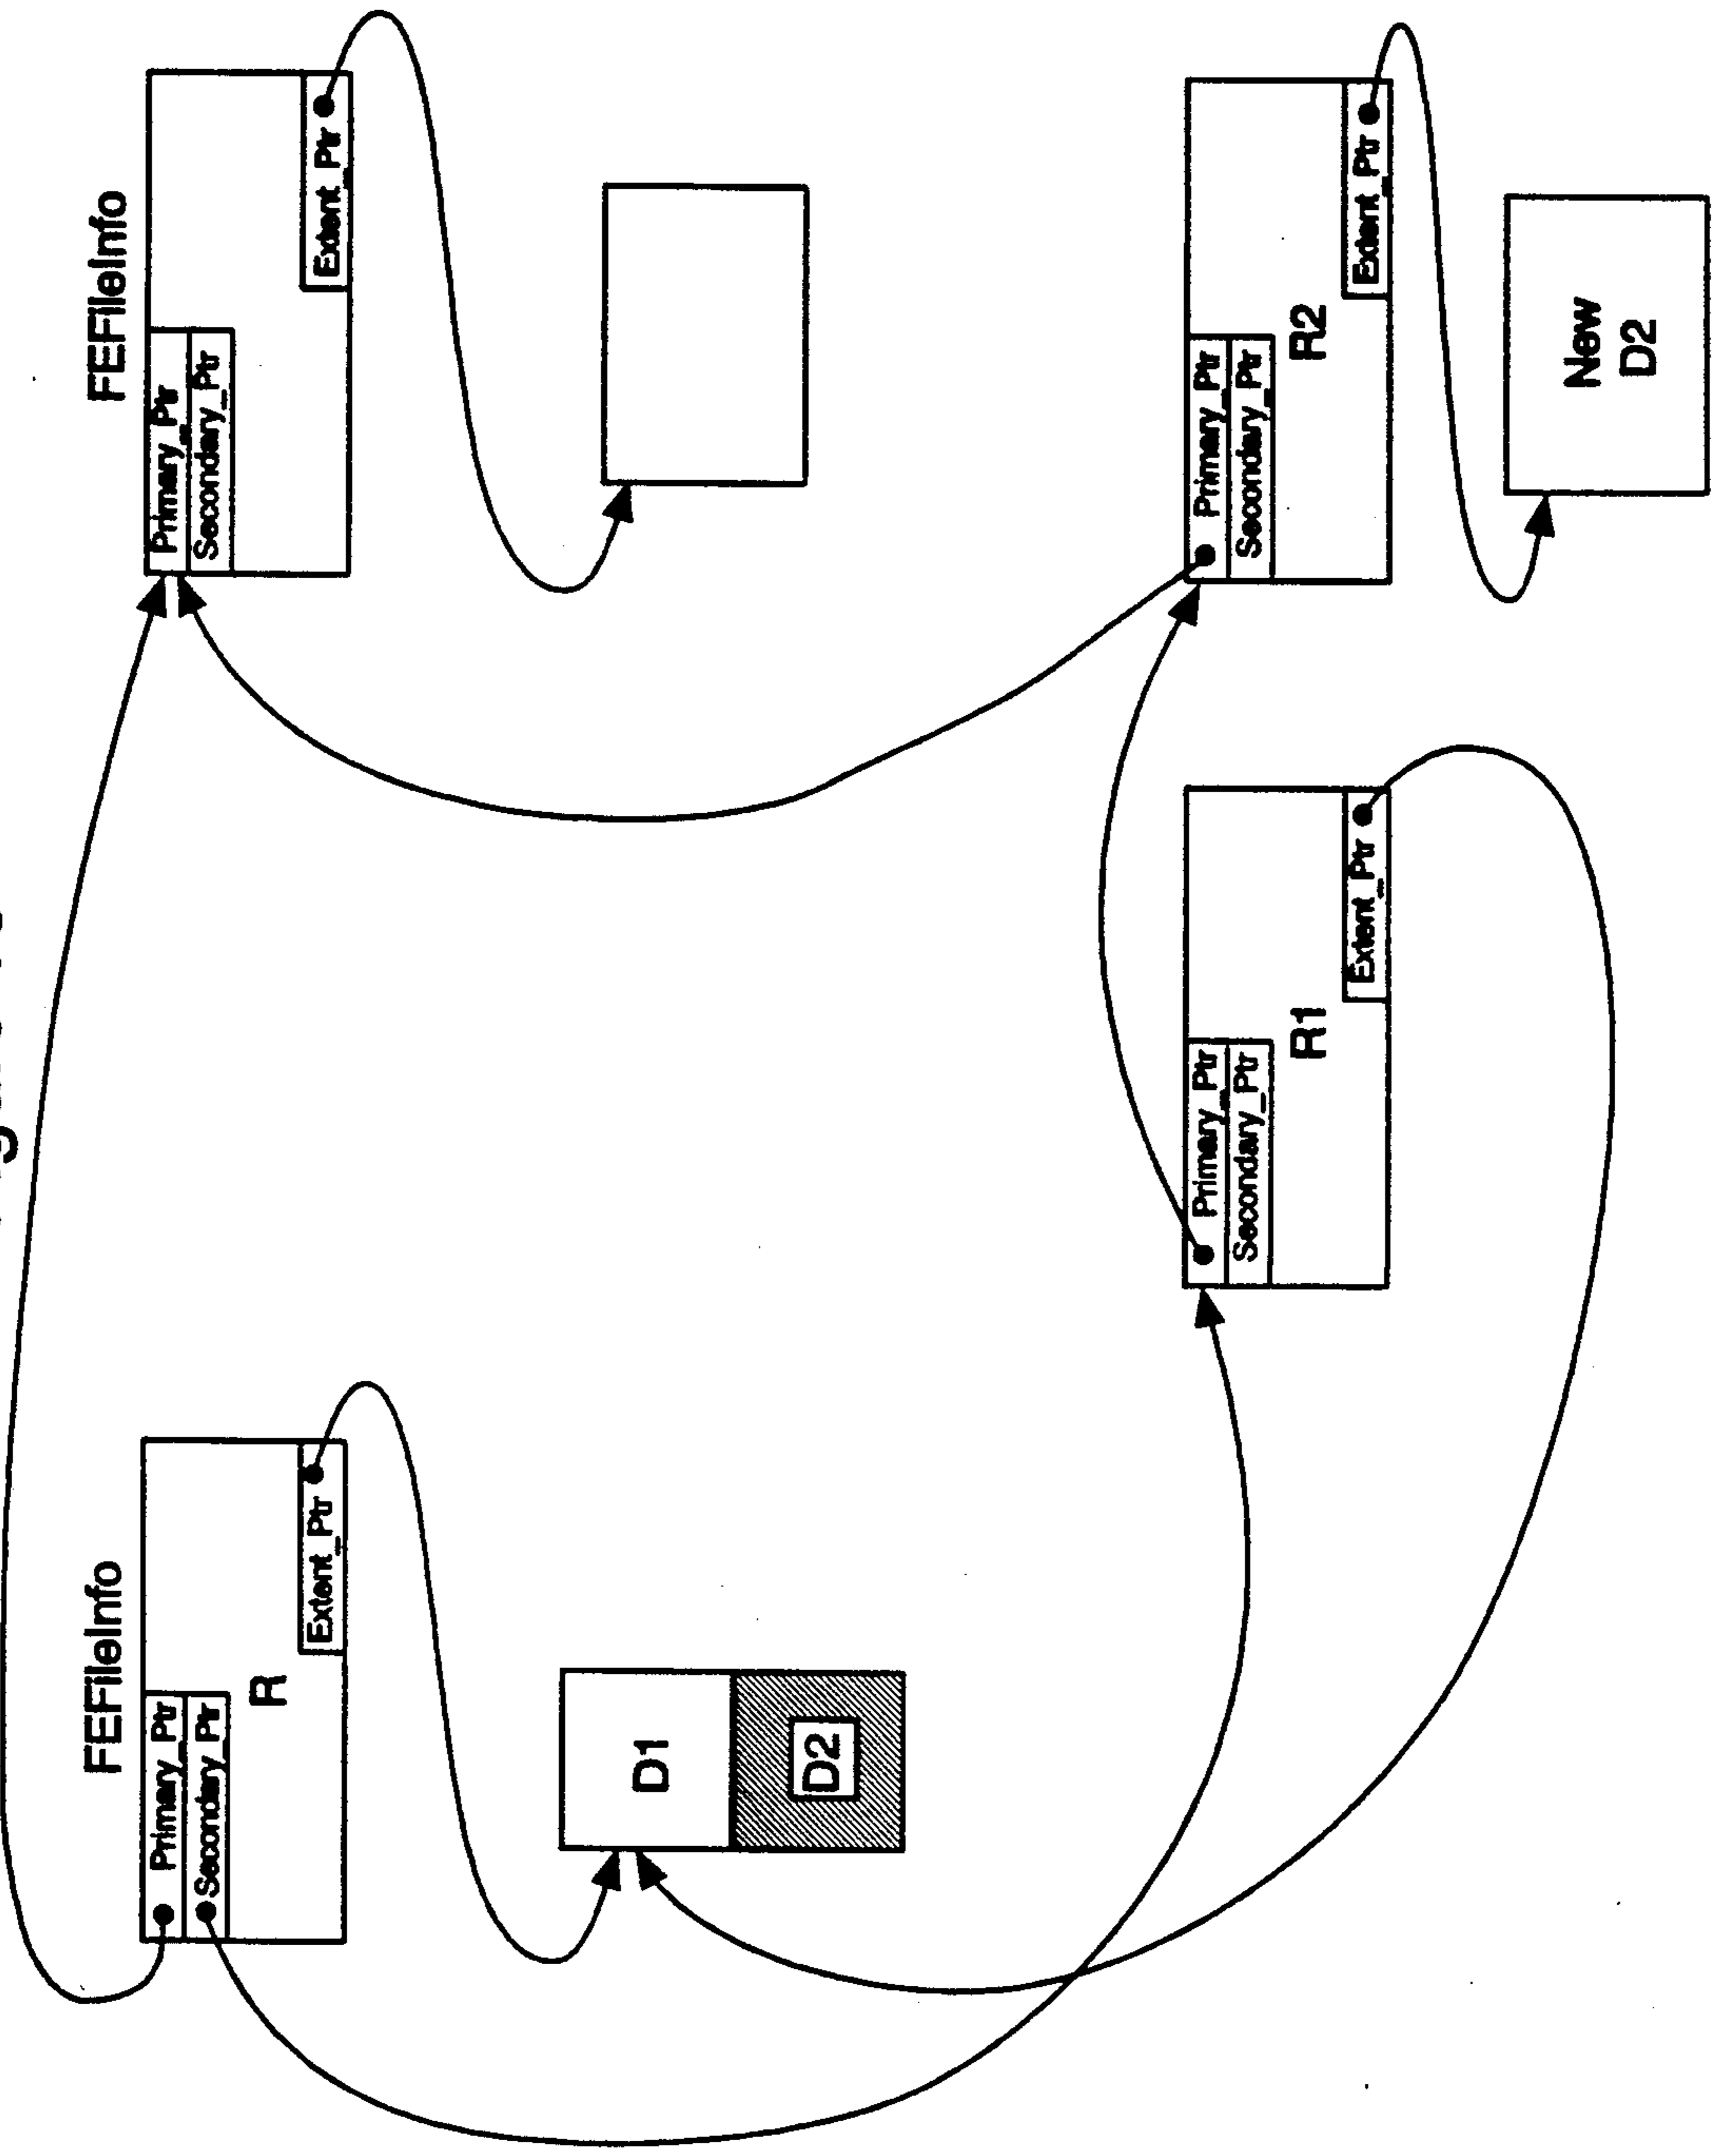 FEFileInfo
Primary_Ptr
Secondary_Ptr
R
Extent_Ptr
D1
D2
FEFileInfo
Primary_Ptr
Secondary_Ptr
Extent_Ptr
Primary_Ptr
Secondary_Ptr
R1
Extent_Ptr
Primary_Ptr
Secondary_Ptr
R2
Extent_Ptr
New
D2